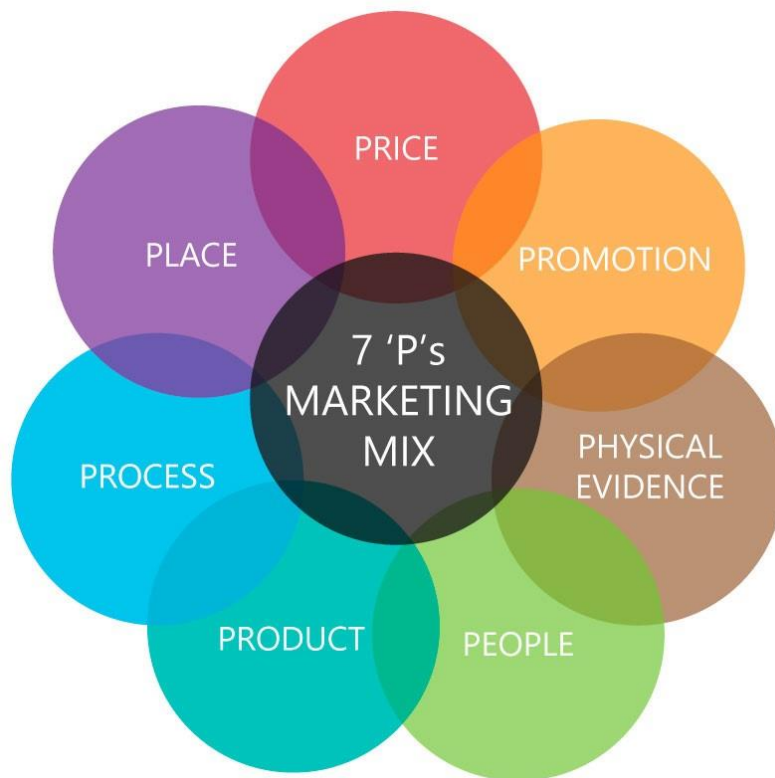 PRICE
PROMOTION
PLACE
7 ‘P’s
MARKETING
MIX
PHYSICAL
EVIDENCE
PROCESS
PRODUCT
PEOPLE